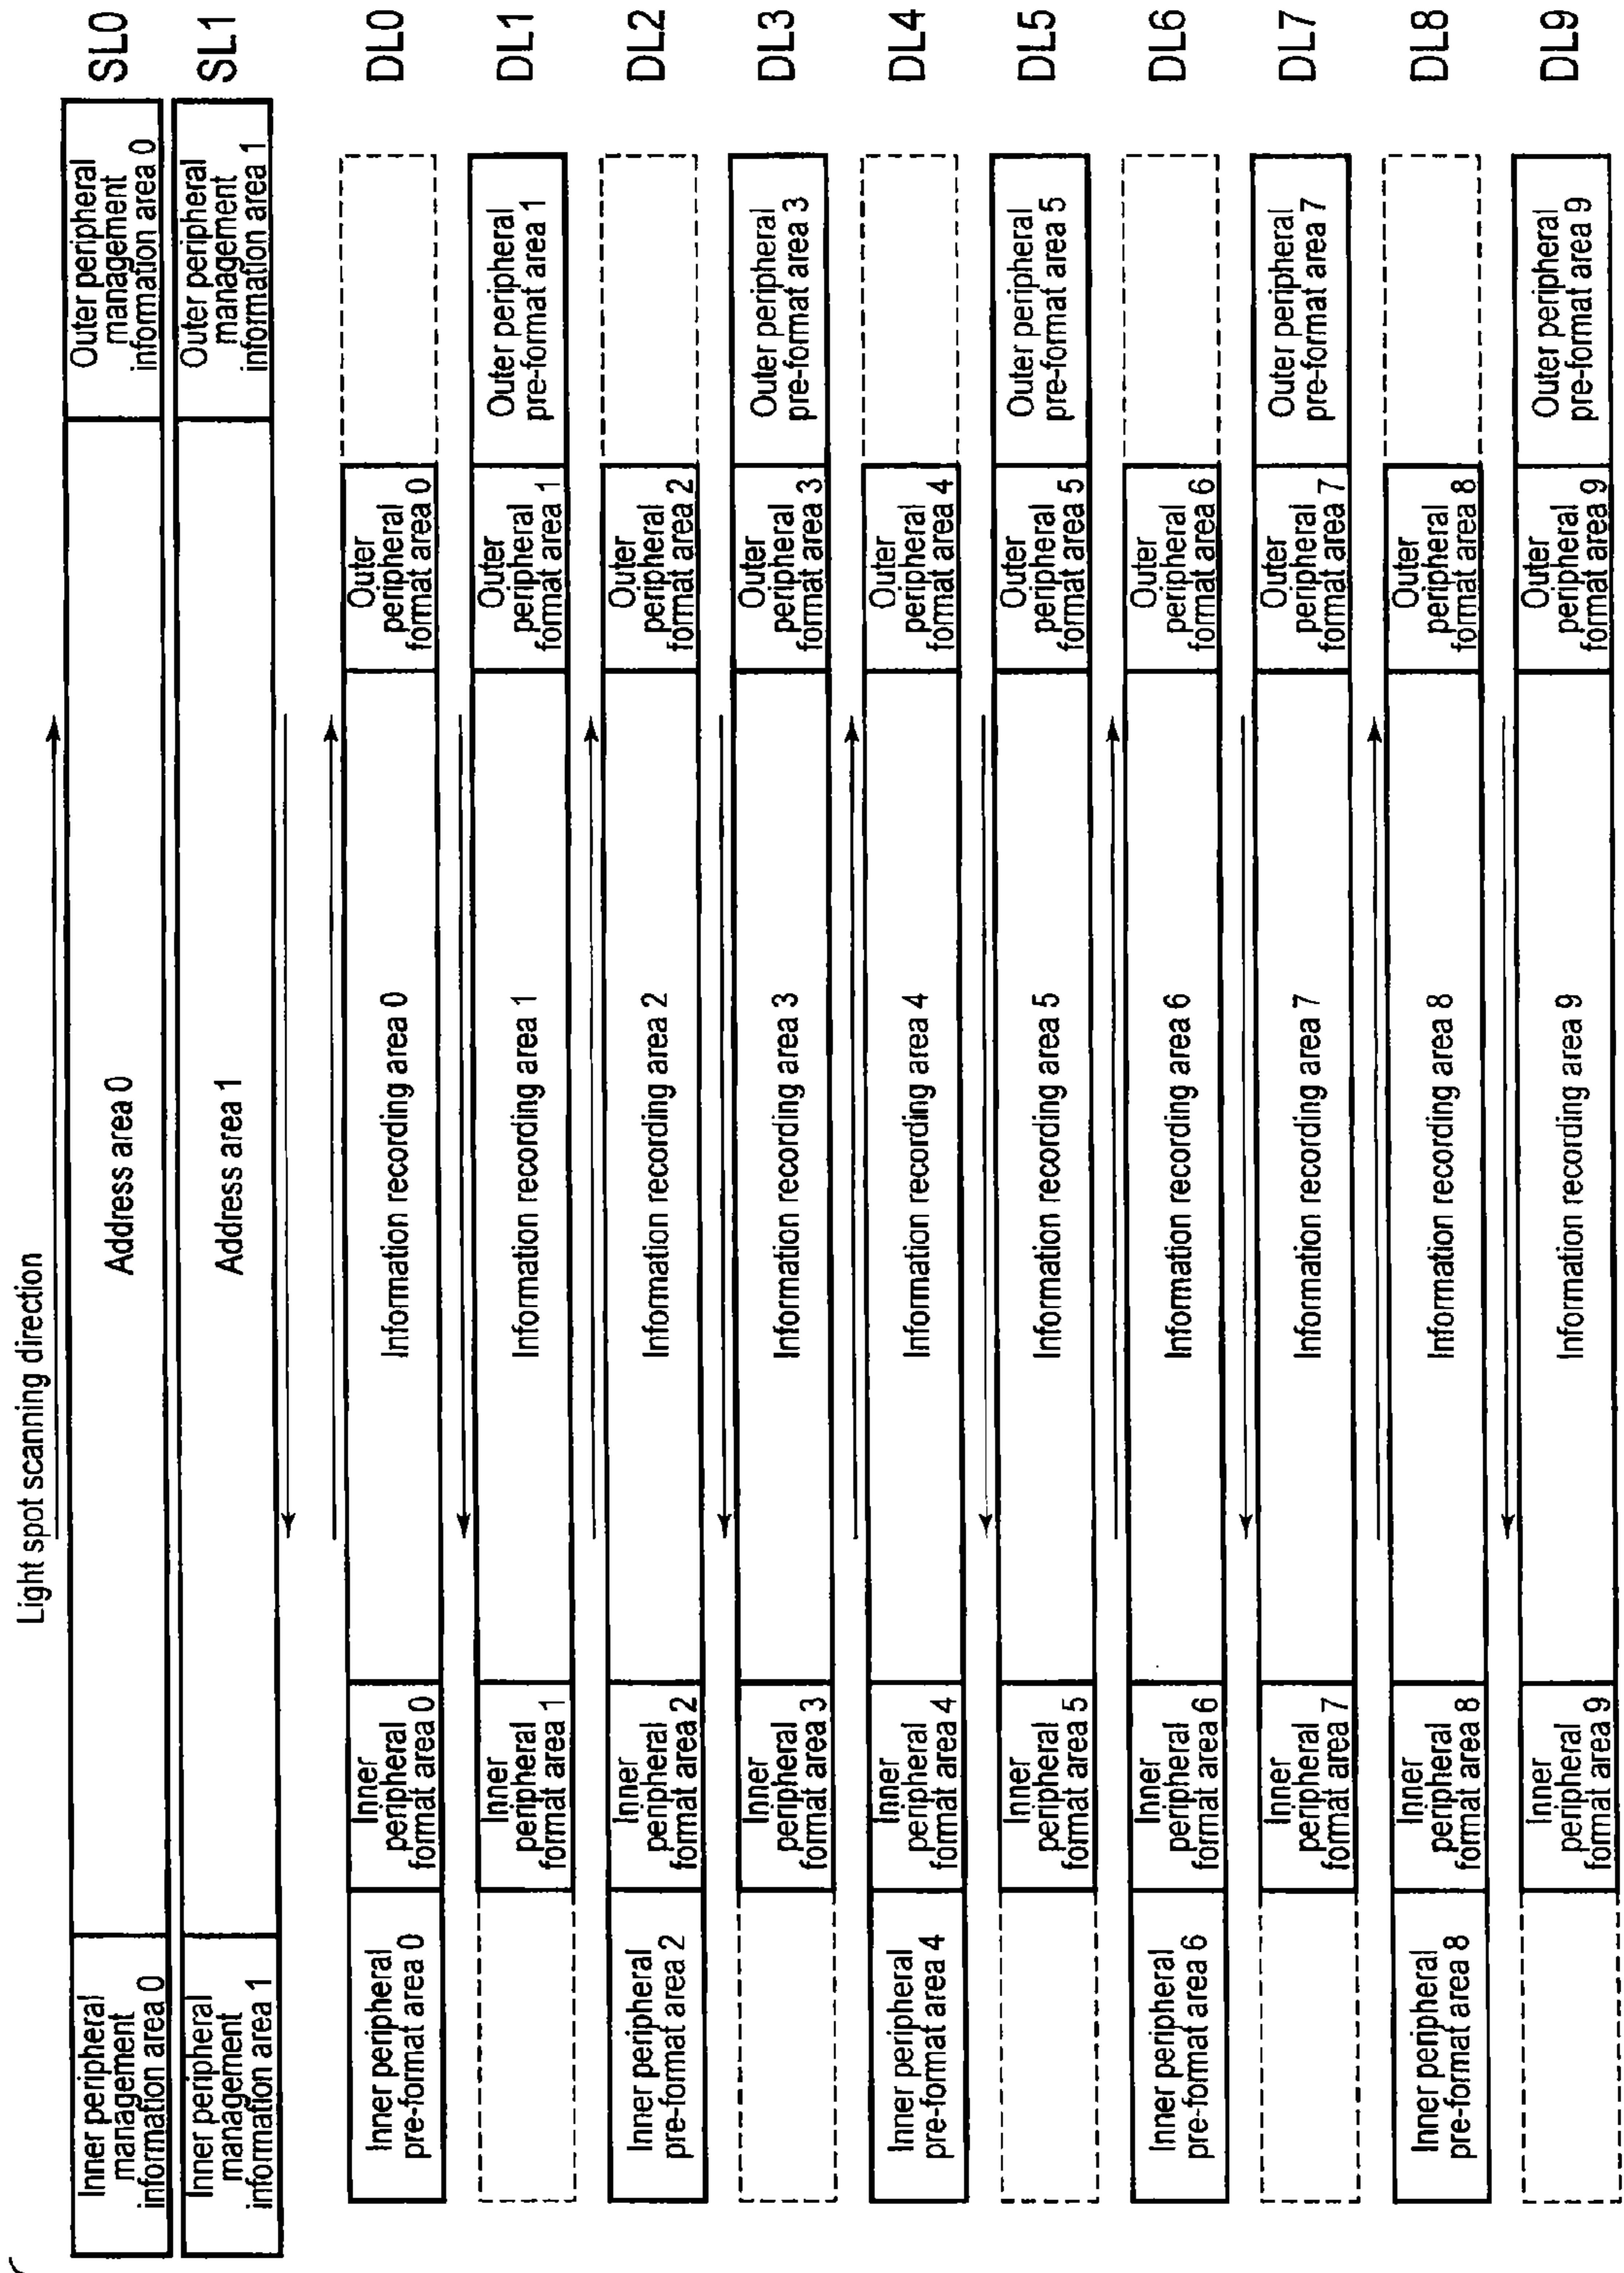 Light spot scanning direction
Inner peripheral
management
information area 0
Address area 0
Outer peripheral
management
information area 0
SL0
Inner peripheral
management
information area 1
Address area 1
Outer peripheral
management
information area 1
SL1
Inner peripheral
pre-format area 0
Inner
peripheral
format area 0
Information recording area 0
Outer
peripheral
format area 0
DL0
Inner
peripheral
format area 1
Information recording area 1
Outer
peripheral
format area 1
Outer peripheral
pre-format area 1
DL1
Inner peripheral
pre-format area 2
Inner
peripheral
format area 2
Information recording area 2
Outer
peripheral
format area 2
DL2
Inner
peripheral
format area 3
Information recording area 3
Outer
peripheral
format area 3
Outer peripheral
pre-format area 3
DL3
Inner peripheral
pre-format area 4
Inner
peripheral
format area 4
Information recording area 4
Outer
peripheral
format area 4
DL4
Inner
peripheral
format area 5
Information recording area 5
Outer
peripheral
format area 5
Outer peripheral
pre-format area 5
DL5
Inner peripheral
pre-format area 6
Inner
peripheral
format area 6
Information recording area 6
Outer
peripheral
format area 6
DL6
Inner
peripheral
format area 7
Information recording area 7
Outer
peripheral
format area 7
Outer peripheral
pre-format area 7
DL7
Inner peripheral
pre-format area 8
Inner
peripheral
format area 8
Information recording area 8
Outer
peripheral
format area 8
DL8
Inner
peripheral
format area 9
Information recording area 9
Outer
peripheral
format area 9
Outer peripheral
pre-format area 9
DL9